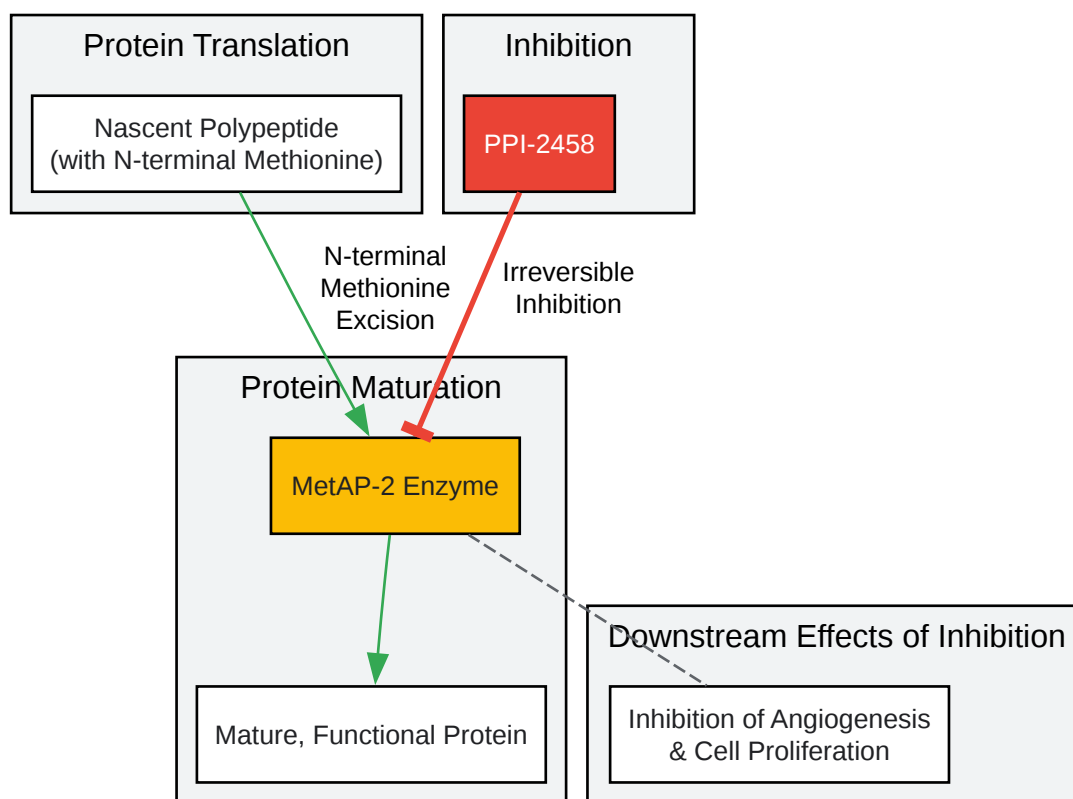 Protein Translation
Nascent Polypeptide
(with N-terminal Methionine)
Inhibition
PPI-2458
N-terminal
Methionine
Excision
Irreversible
Inhibition
Protein Maturation
MetAP-2 Enzyme
Mature, Functional Protein
Downstream Effects of Inhibition
Inhibition of Angiogenesis
& Cell Proliferation